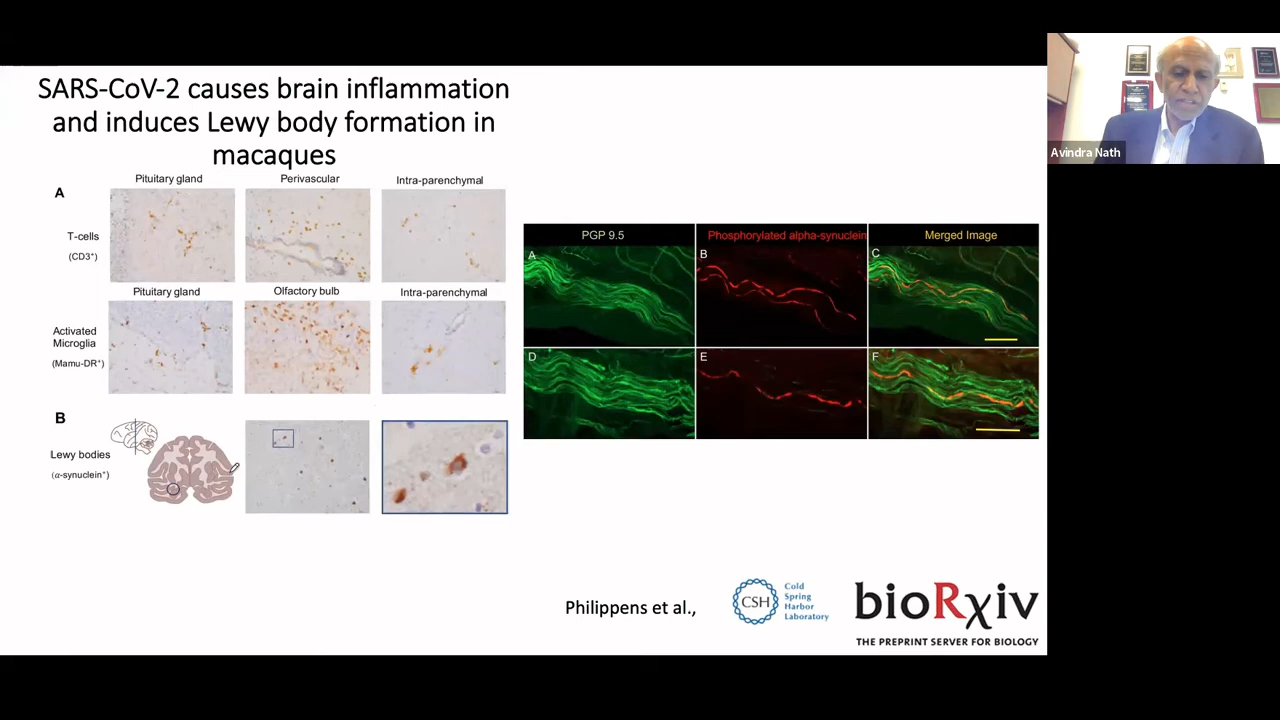 SARS-CoV-2 causes brain inflammation
and induces Lewy body formation in
macaques
A
Pituitary gland
Perivascular
Intra-parenchymal
T-cells
(CD3⁺)
Pituitary gland
Olfactory bulb
Intra-parenchymal
Activated
Microglia
(Mamu-DR⁺)
B
Lewy bodies
(α-synuclein⁺)
PGP 9.5
Phosphorylated alpha-synuclein
Merged Image
A
B
C
D
E
F
Philippens et al.,
CSH
Cold
Spring
Harbor
Laboratory
bioRχiv
THE PREPRINT SERVER FOR BIOLOGY
Avindra Nath